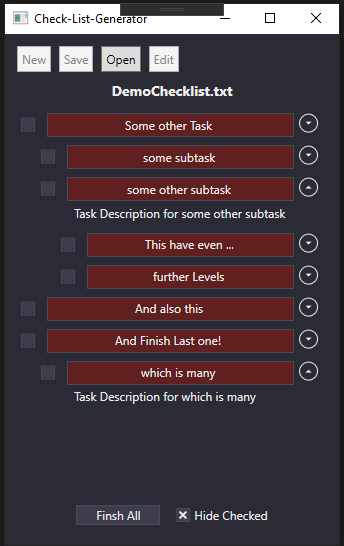 Check-List-Generator
New Save Open Edit
DemoChecklist.txt
Some other Task
some subtask
some other subtask
Task Description for some other subtask
This have even ...
further Levels
And also this
And Finish Last one!
which is many
Task Description for which is many
Finsh All Hide Checked